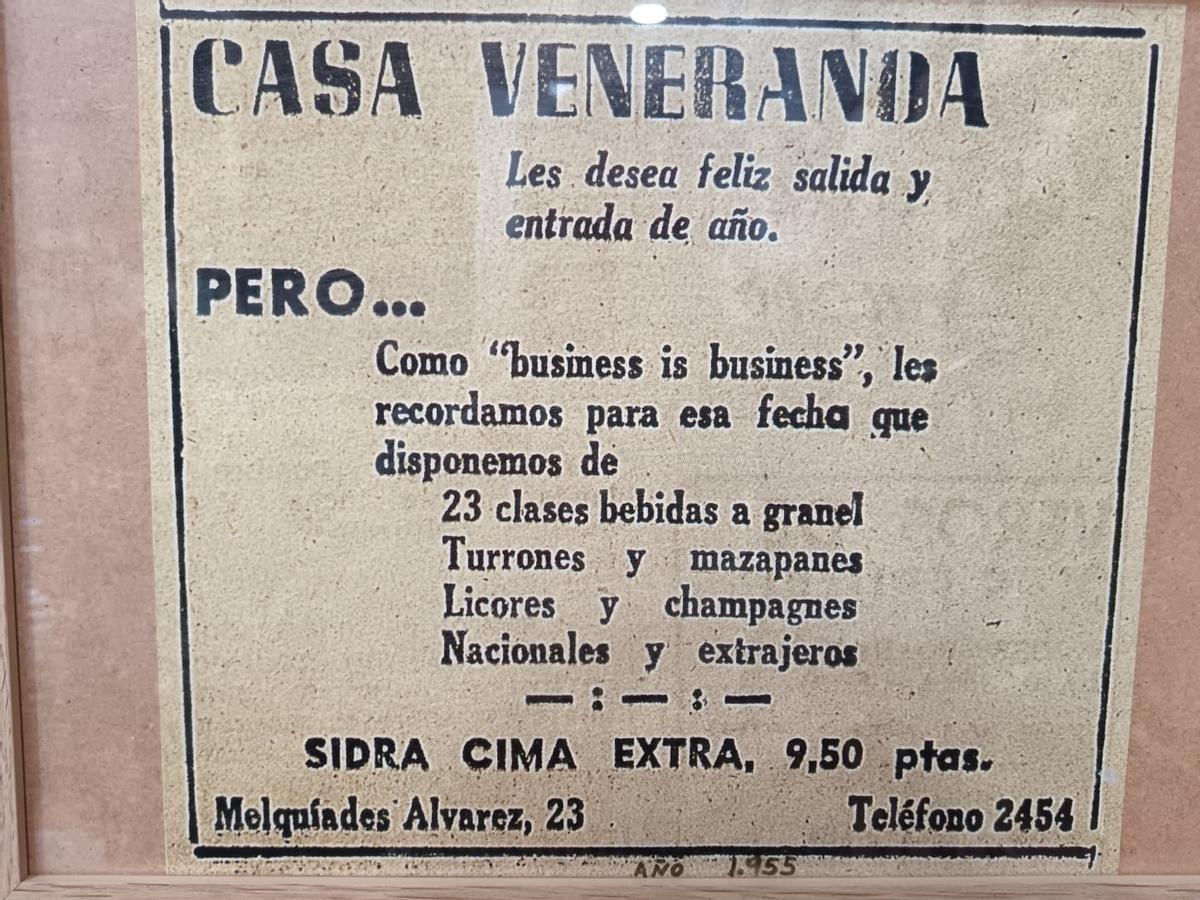 CASA VENERANDA
Les desea feliz salida y
entrada de año.
PERO...
Como “business is business”, les
recordamos para esa fecha que
disponemos de
23 clases bebidas a granel
Turrones y mazapanes
Licores y champagnes
Nacionales y extrajeros
— : — : —
SIDRA CIMA EXTRA, 9,50 ptas.
Melquíades Alvarez, 23 Teléfono 2454
AÑO 1.955